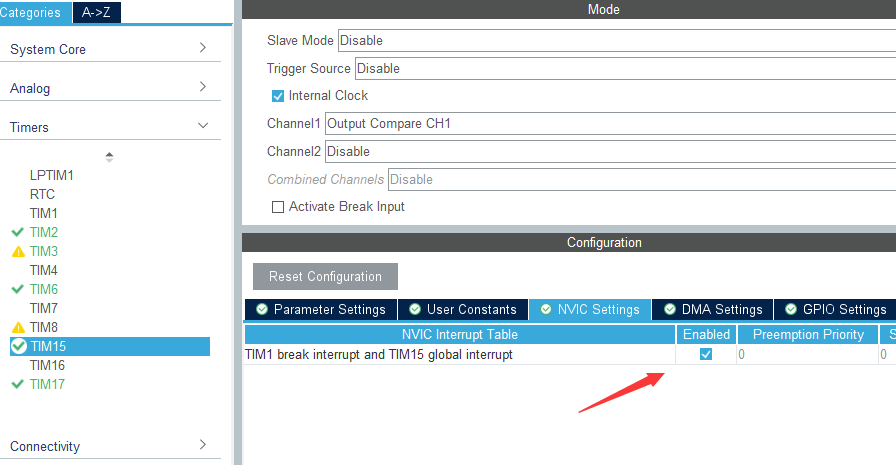 Categories
A->Z
System Core
Analog
Timers
LPTIM1
RTC
TIM1
TIM2
TIM3
TIM4
TIM6
TIM7
TIM8
TIM15
TIM16
TIM17
Connectivity
Mode
Slave Mode Disable
Trigger Source Disable
Internal Clock
Channel1 Output Compare CH1
Channel2 Disable
Combined Channels Disable
Activate Break Input
Configuration
Reset Configuration
Parameter Settings User Constants NVIC Settings DMA Settings GPIO Settings
NVIC Interrupt Table Enabled Preemption Priority S
TIM1 break interrupt and TIM15 global interrupt 0 0